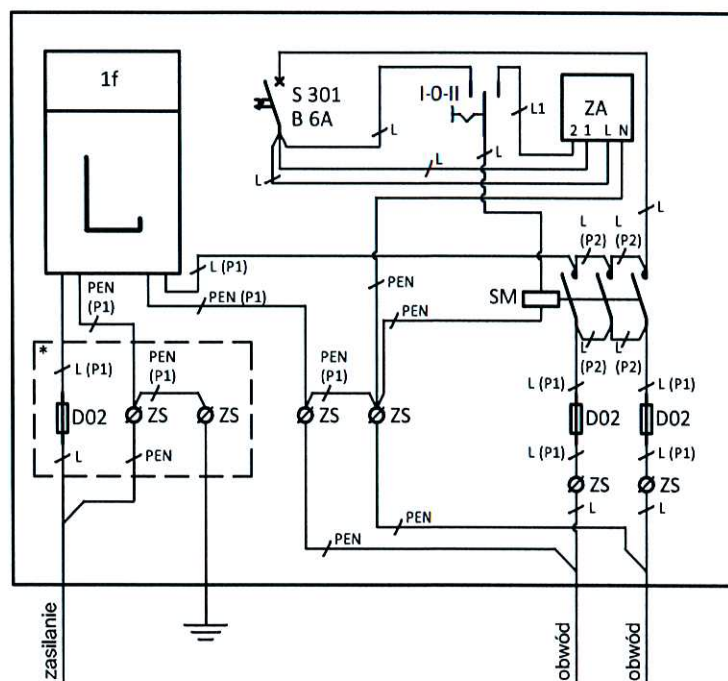 1f
S 301
B 6A
I-0-II
ZA
2 1 L N
L
L1
L
L
L
L
L
(P2)
L
(P2)
L (P1)
PEN
(P1)
PEN (P1)
PEN
SM
PEN
*
L (P1)
PEN
(P1)
PEN
(P1)
L
(P2)
L
(P2)
L (P1)
L (P1)
D02
ZS
ZS
ZS
ZS
D02
D02
L
PEN
L (P1)
L (P1)
ZS
ZS
L
L
PEN
PEN
zasilanie
obwód
obwód